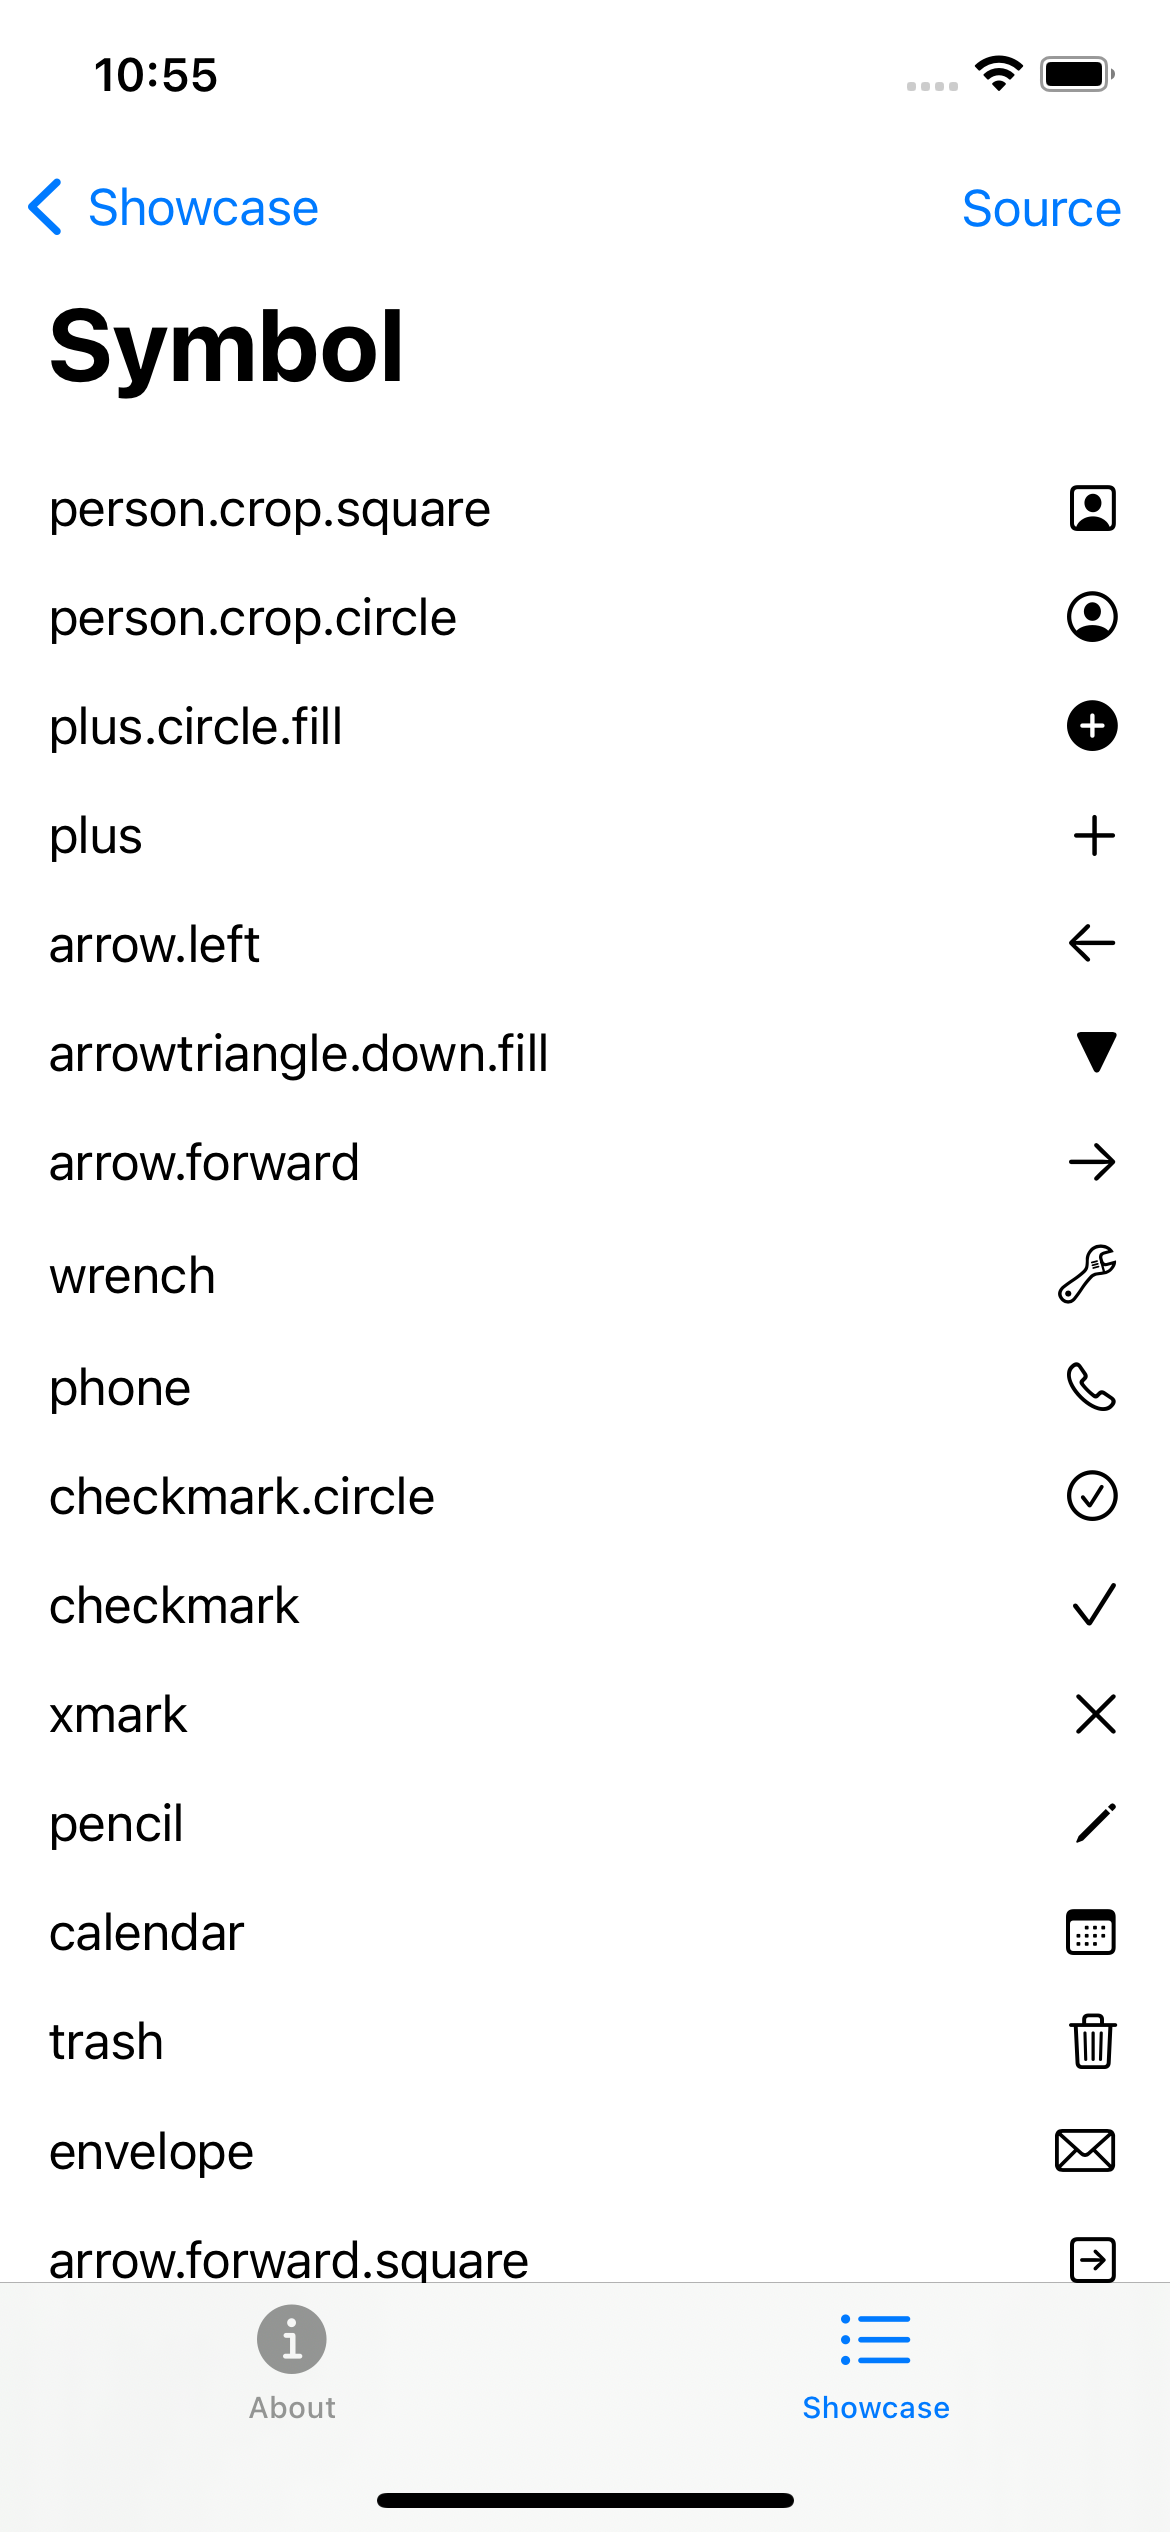 10:55
Showcase
Source
Symbol
person.crop.square
person.crop.circle
plus.circle.fill
plus
arrow.left
arrowtriangle.down.fill
arrow.forward
wrench
phone
checkmark.circle
checkmark
xmark
pencil
calendar
trash
envelope
arrow.forward.square
About
Showcase